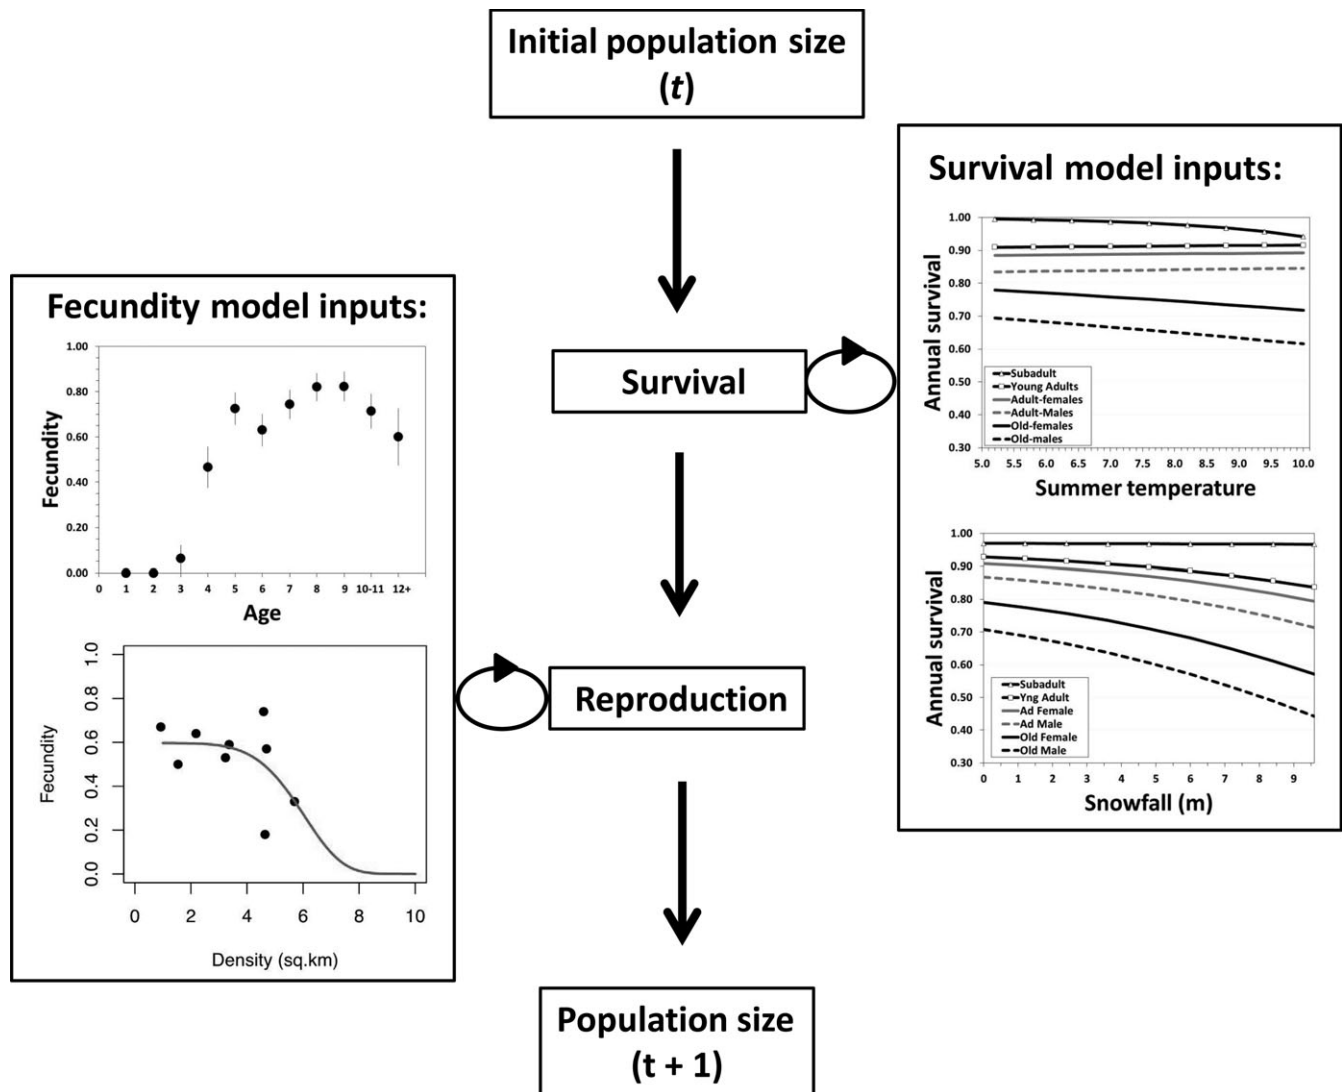 Initial population size
(t)
Survival model inputs:
Annual survival
1.00
0.90
0.80
0.70
0.60
0.50
0.40
0.30
Subadult
Young Adults
Adult-females
Adult-Males
Old-females
Old-males
5.0 5.5 6.0 6.5 7.0 7.5 8.0 8.5 9.0 9.5 10.0
Summer temperature
Annual survival
1.00
0.90
0.80
0.70
0.60
0.50
0.40
0.30
Subadult
Yng Adult
Ad Female
Ad Male
Old Female
Old Male
0 1 2 3 4 5 6 7 8 9
Snowfall (m)
Fecundity model inputs:
Fecundity
1.00
0.80
0.60
0.40
0.20
0.00
0 1 2 3 4 5 6 7 8 9 10-11 12+
Age
Fecundity
1.0
0.8
0.6
0.4
0.2
0.0
0 2 4 6 8 10
Density (sq.km)
Survival
Reproduction
Population size
(t + 1)